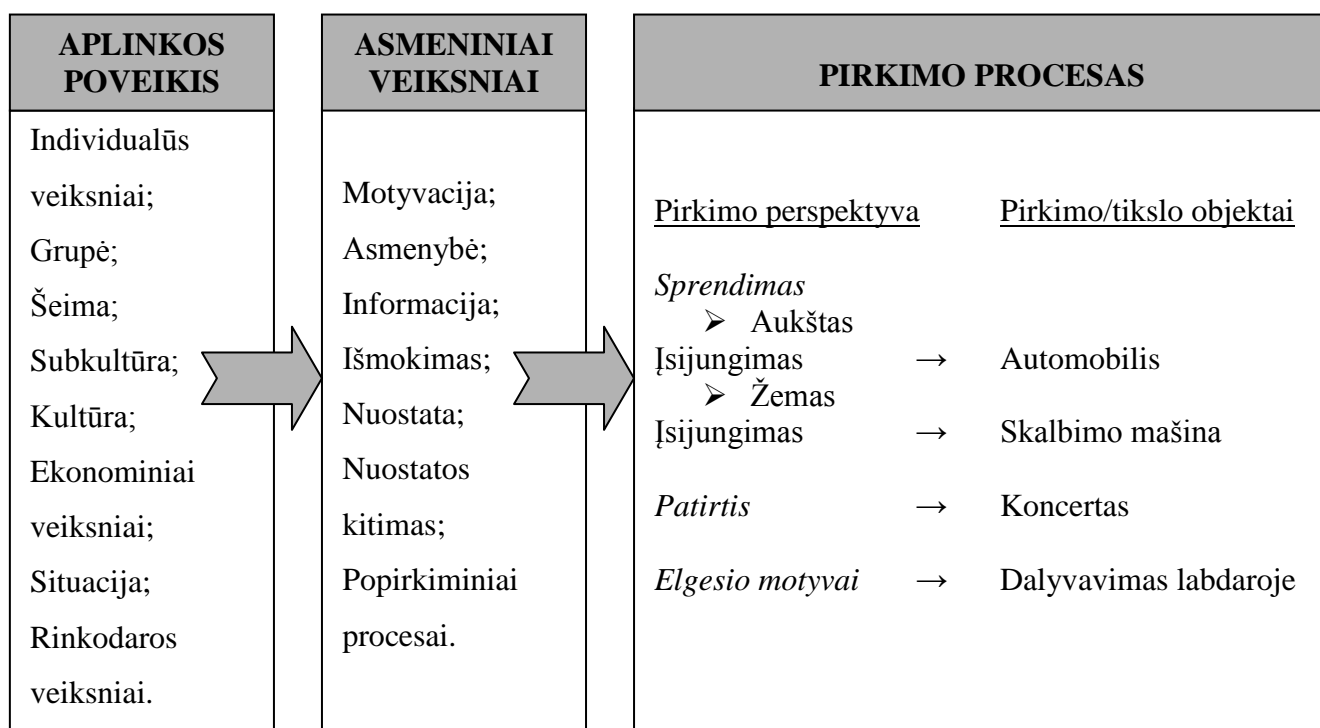 APLINKOS
POVEIKIS
Individualūs
veiksniai;
Grupė;
Šeima;
Subkultūra;
Kultūra;
Ekonominiai
veiksniai;
Situacija;
Rinkodaros
veiksniai.
ASMENINIAI
VEIKSNIAI
Motyvacija;
Asmenybė;
Informacija;
Išmokimas;
Nuostata;
Nuostatos
kitimas;
Popirkiminiai
procesai.
PIRKIMO PROCESAS
Pirkimo perspektyva Pirkimo/tikslo objektai
Sprendimas
➢ Aukštas
Įsijungimas → Automobilis
➢ Žemas
Įsijungimas → Skalbimo mašina
Patirtis → Koncertas
Elgesio motyvai → Dalyvavimas labdaroje